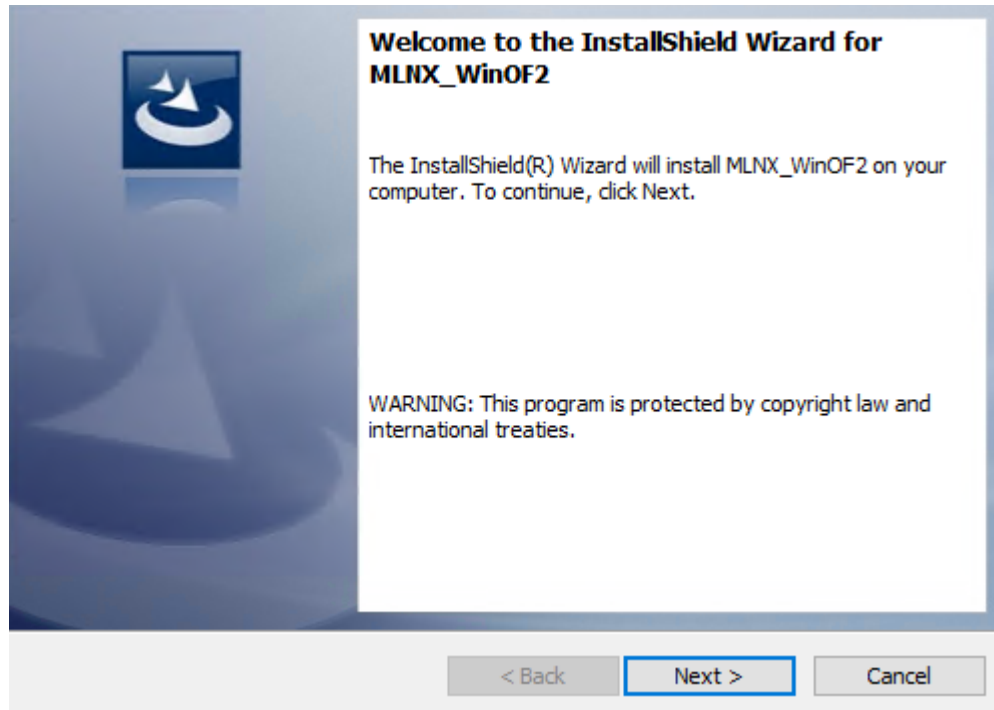 Welcome to the InstallShield Wizard for
MLNX_WinOF2
The InstallShield(R) Wizard will install MLNX_WinOF2 on your
computer. To continue, click Next.
WARNING: This program is protected by copyright law and
international treaties.
< Back
Next >
Cancel